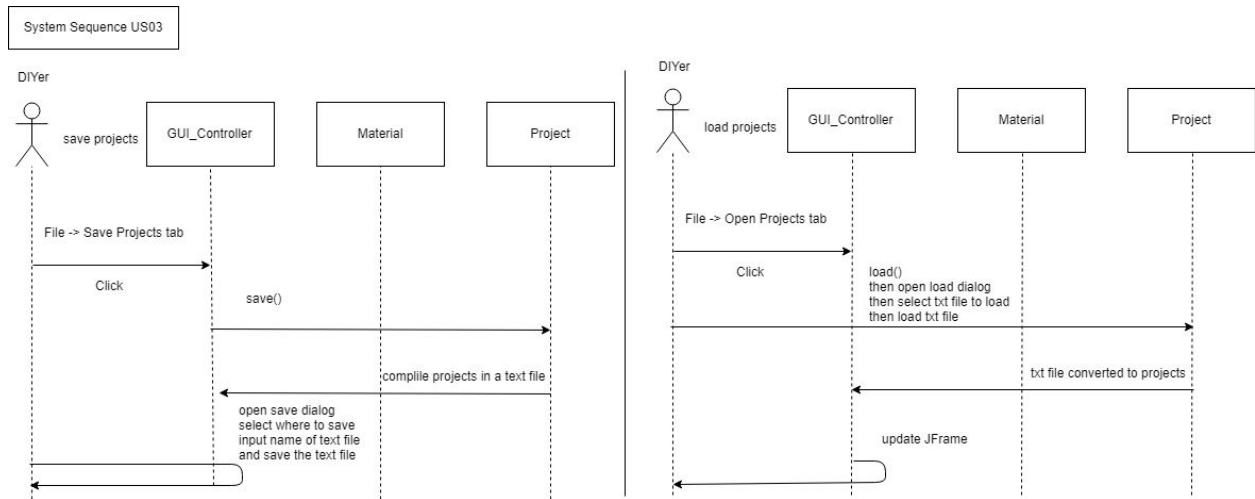 System Sequence US03
DIYer
save projects
GUI_Controller
Material
Project
File -> Save Projects tab
Click
save()
complile projects in a text file
open save dialog
select where to save
input name of text file
and save the text file
DIYer
load projects
GUI_Controller
Material
Project
File -> Open Projects tab
Click
load()
then open load dialog
then select txt file to load
then load txt file
txt file converted to projects
update JFrame